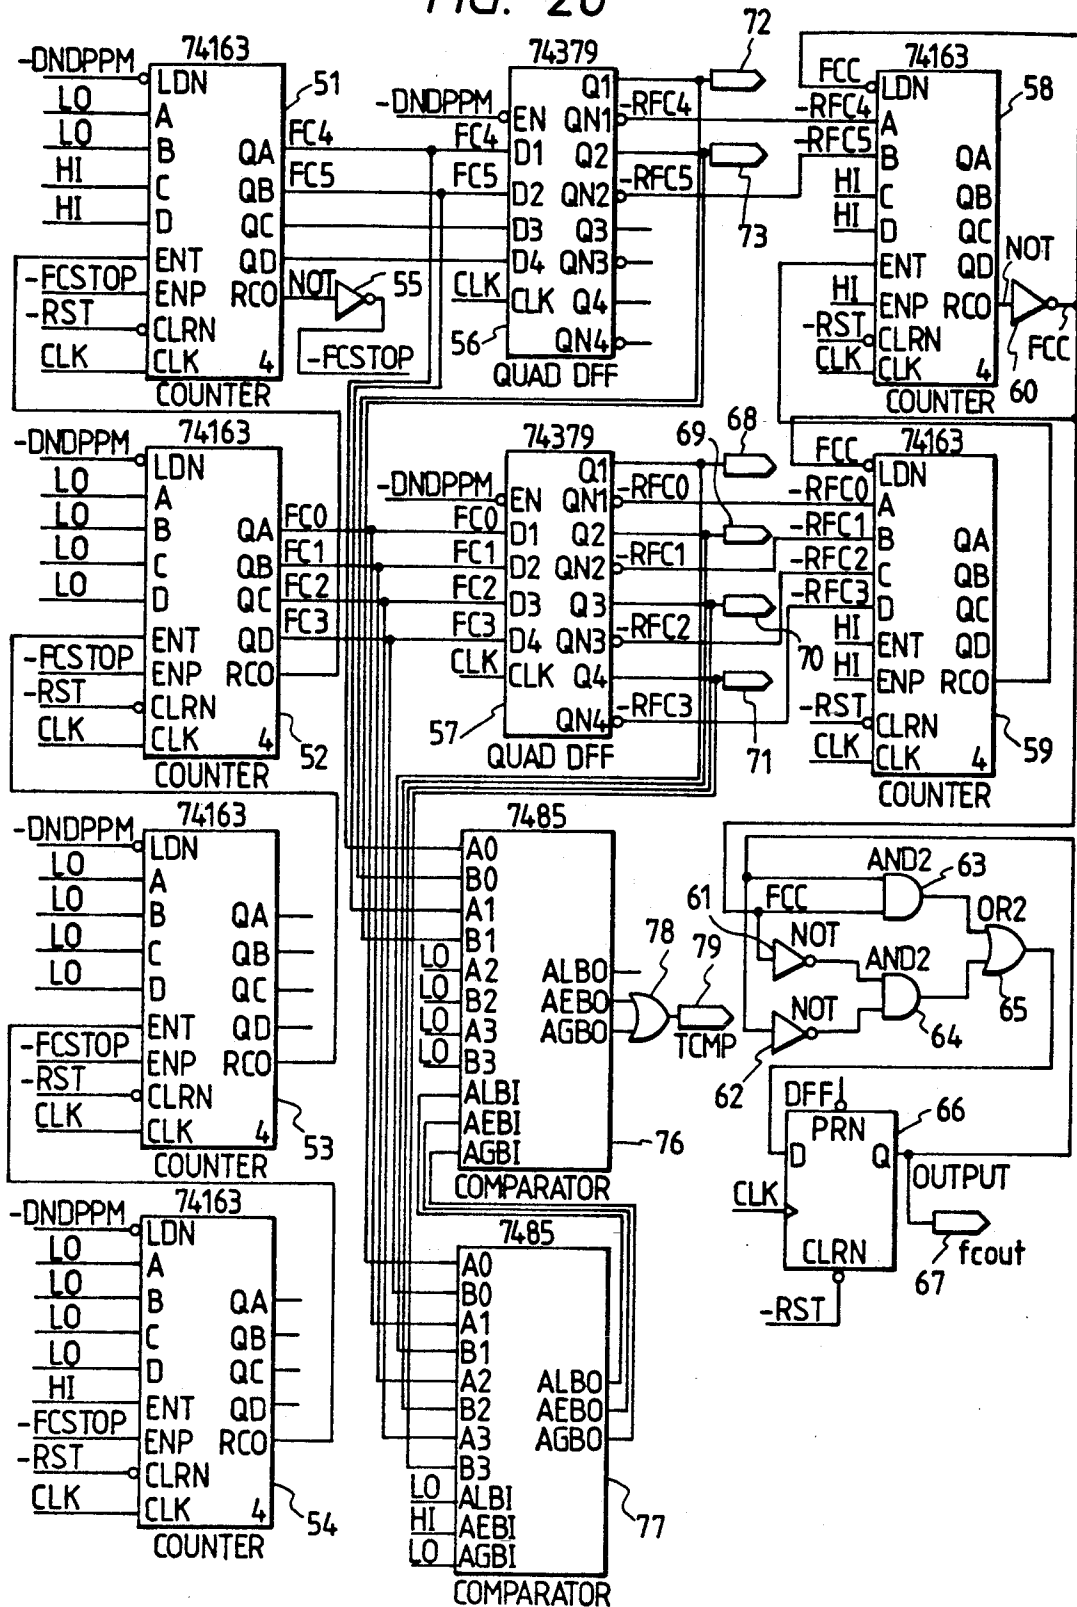 FIG. 20
74163
-DNDPPM
LDN
LO
A
LO
B
HI
C
HI
D
ENT
-FCSTOP
ENP
-RST
CLRN
CLK
CLK
QA
QB
QC
QD
RCO
4
51
FC4
FC5
NOT
55
-FCSTOP
COUNTER
74379
-DNDPPM
EN
FC4
D1
FC5
D2
D3
D4
CLK
CLK
Q1
QN1
Q2
QN2
Q3
QN3
Q4
QN4
56
QUAD DFF
72
-RFC4
73
-RFC5
74163
FCC
LDN
-RFC4
A
-RFC5
B
HI
C
HI
D
ENT
HI
ENP
-RST
CLRN
CLK
CLK
QA
QB
QC
QD
RCO
4
58
NOT
FCC
60
COUNTER
74163
-DNDPPM
LDN
LO
A
LO
B
LO
C
LO
D
ENT
-FCSTOP
ENP
-RST
CLRN
CLK
CLK
QA
QB
QC
QD
RCO
4
FC0
FC1
FC2
FC3
52
COUNTER
74379
-DNDPPM
EN
FC0
D1
FC1
D2
FC2
D3
FC3
D4
CLK
CLK
Q1
QN1
Q2
QN2
Q3
QN3
Q4
QN4
57
QUAD DFF
69
68
-RFC0
-RFC1
-RFC2
70
-RFC3
71
74163
FCC
LDN
-RFC0
A
-RFC1
B
-RFC2
C
-RFC3
D
HI
ENT
HI
ENP
-RST
CLRN
CLK
CLK
QA
QB
QC
QD
RCO
4
59
COUNTER
74163
-DNDPPM
LDN
LO
A
LO
B
LO
C
LO
D
ENT
-FCSTOP
ENP
-RST
CLRN
CLK
CLK
QA
QB
QC
QD
RCO
4
53
COUNTER
7485
A0
B0
A1
B1
LO
A2
LO
B2
LO
A3
LO
B3
ALBI
AEBI
AGBI
ALBO
AEBO
AGBO
78
79
TCMP
76
COMPARATOR
AND2
63
FCC
61
NOT
OR2
AND2
65
NOT
64
62
DFF
PRN
66
D
Q
OUTPUT
CLK
CLRN
fcout
67
-RST
74163
-DNDPPM
LDN
LO
A
LO
B
LO
C
LO
D
HI
ENT
-FCSTOP
ENP
-RST
CLRN
CLK
CLK
QA
QB
QC
QD
RCO
4
54
COUNTER
7485
A0
B0
A1
B1
A2
B2
A3
B3
LO
ALBI
HI
AEBI
LO
AGBI
ALBO
AEBO
AGBO
77
COMPARATOR